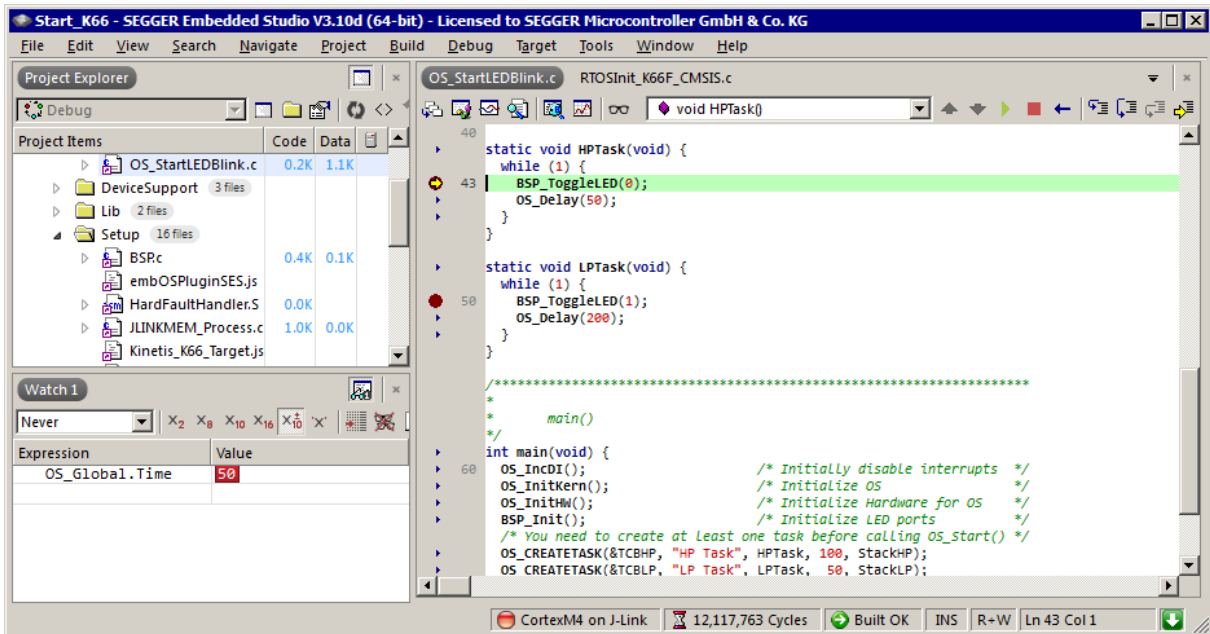 Start_K66 - SEGGER Embedded Studio V3.10d (64-bit) - Licensed to SEGGER Microcontroller GmbH & Co. KG
File Edit View Search Navigate Project Build Debug Target Tools Window Help
Project Explorer
Debug
Project Items Code Data
OS_StartLEDBlink.c 0.2K 1.1K
DeviceSupport 3 files
Lib 2 files
Setup 16 files
BSP.c 0.4K 0.1K
embOSPluginSES.js
HardFaultHandler.S 0.0K
JLINKMEM_Process.c 1.0K 0.0K
Kinetis_K66_Target.js
Watch 1
Never x2 x8 x10 x16 ±x10 'x'
Expression Value
OS_Global.Time 50
OS_StartLEDBlink.c RTOSInit_K66F_CMSIS.c
void HPTask()
40
static void HPTask(void) {
while (1) {
43 BSP_ToggleLED(0);
OS_Delay(50);
}
}
static void LPTask(void) {
while (1) {
50 BSP_ToggleLED(1);
OS_Delay(200);
}
}
/*********************************************************************
*
* main()
*/
int main(void) {
60 OS_IncDI(); /* Initially disable interrupts */
OS_InitKern(); /* Initialize OS */
OS_InitHW(); /* Initialize Hardware for OS */
BSP_Init(); /* Initialize LED ports */
/* You need to create at least one task before calling OS_Start() */
OS_CREATETASK(&TCBHP, "HP Task", HPTask, 100, StackHP);
OS_CREATETASK(&TCBLP, "LP Task", LPTask, 50, StackLP);
CortexM4 on J-Link 12,117,763 Cycles Built OK INS R+W Ln 43 Col 1